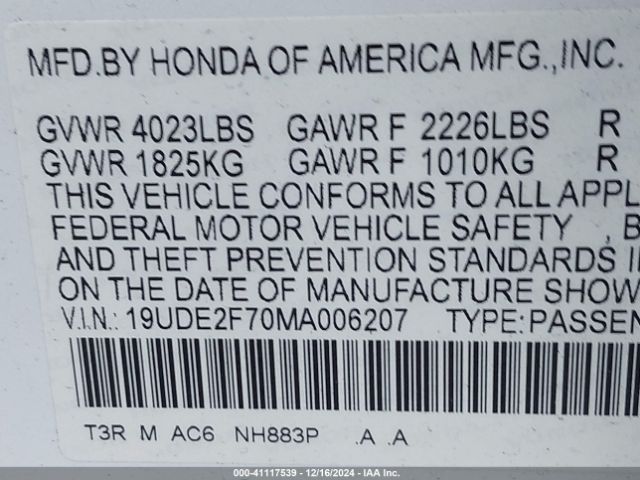 MFD.BY HONDA OF AMERICA MFG.,INC.
GVWR 4023LBS GAWR F 2226LBS R
GVWR 1825KG GAWR F 1010KG R
THIS VEHICLE CONFORMS TO ALL APPL
FEDERAL MOTOR VEHICLE SAFETY , B
AND THEFT PREVENTION STANDARDS I
ON THE DATE OF MANUFACTURE SHOW
V.I.N.: 19UDE2F70MA006207 TYPE:PASSEN
T3R M AC6 NH883P .A .A
000-41117539 - 12/16/2024 - IAA Inc.